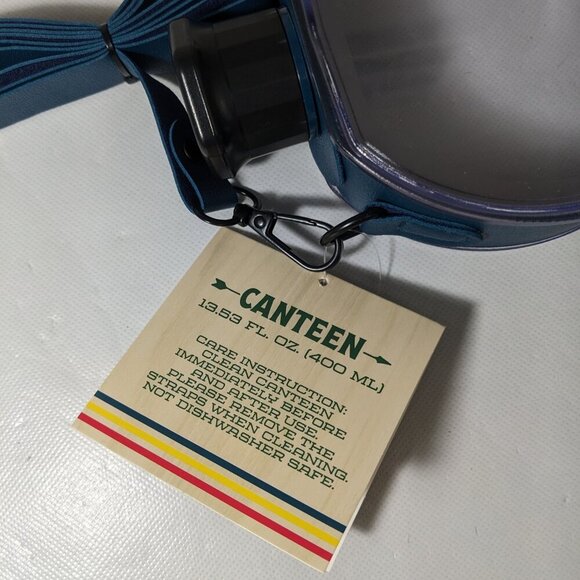 CANTEEN
13.53 FL. OZ. (400 ML)
CARE INSTRUCTION:
CLEAN CANTEEN
IMMEDIATELY BEFORE
AND AFTER USE.
PLEASE REMOVE THE
STRAPS WHEN CLEANING.
NOT DISHWASHER SAFE.